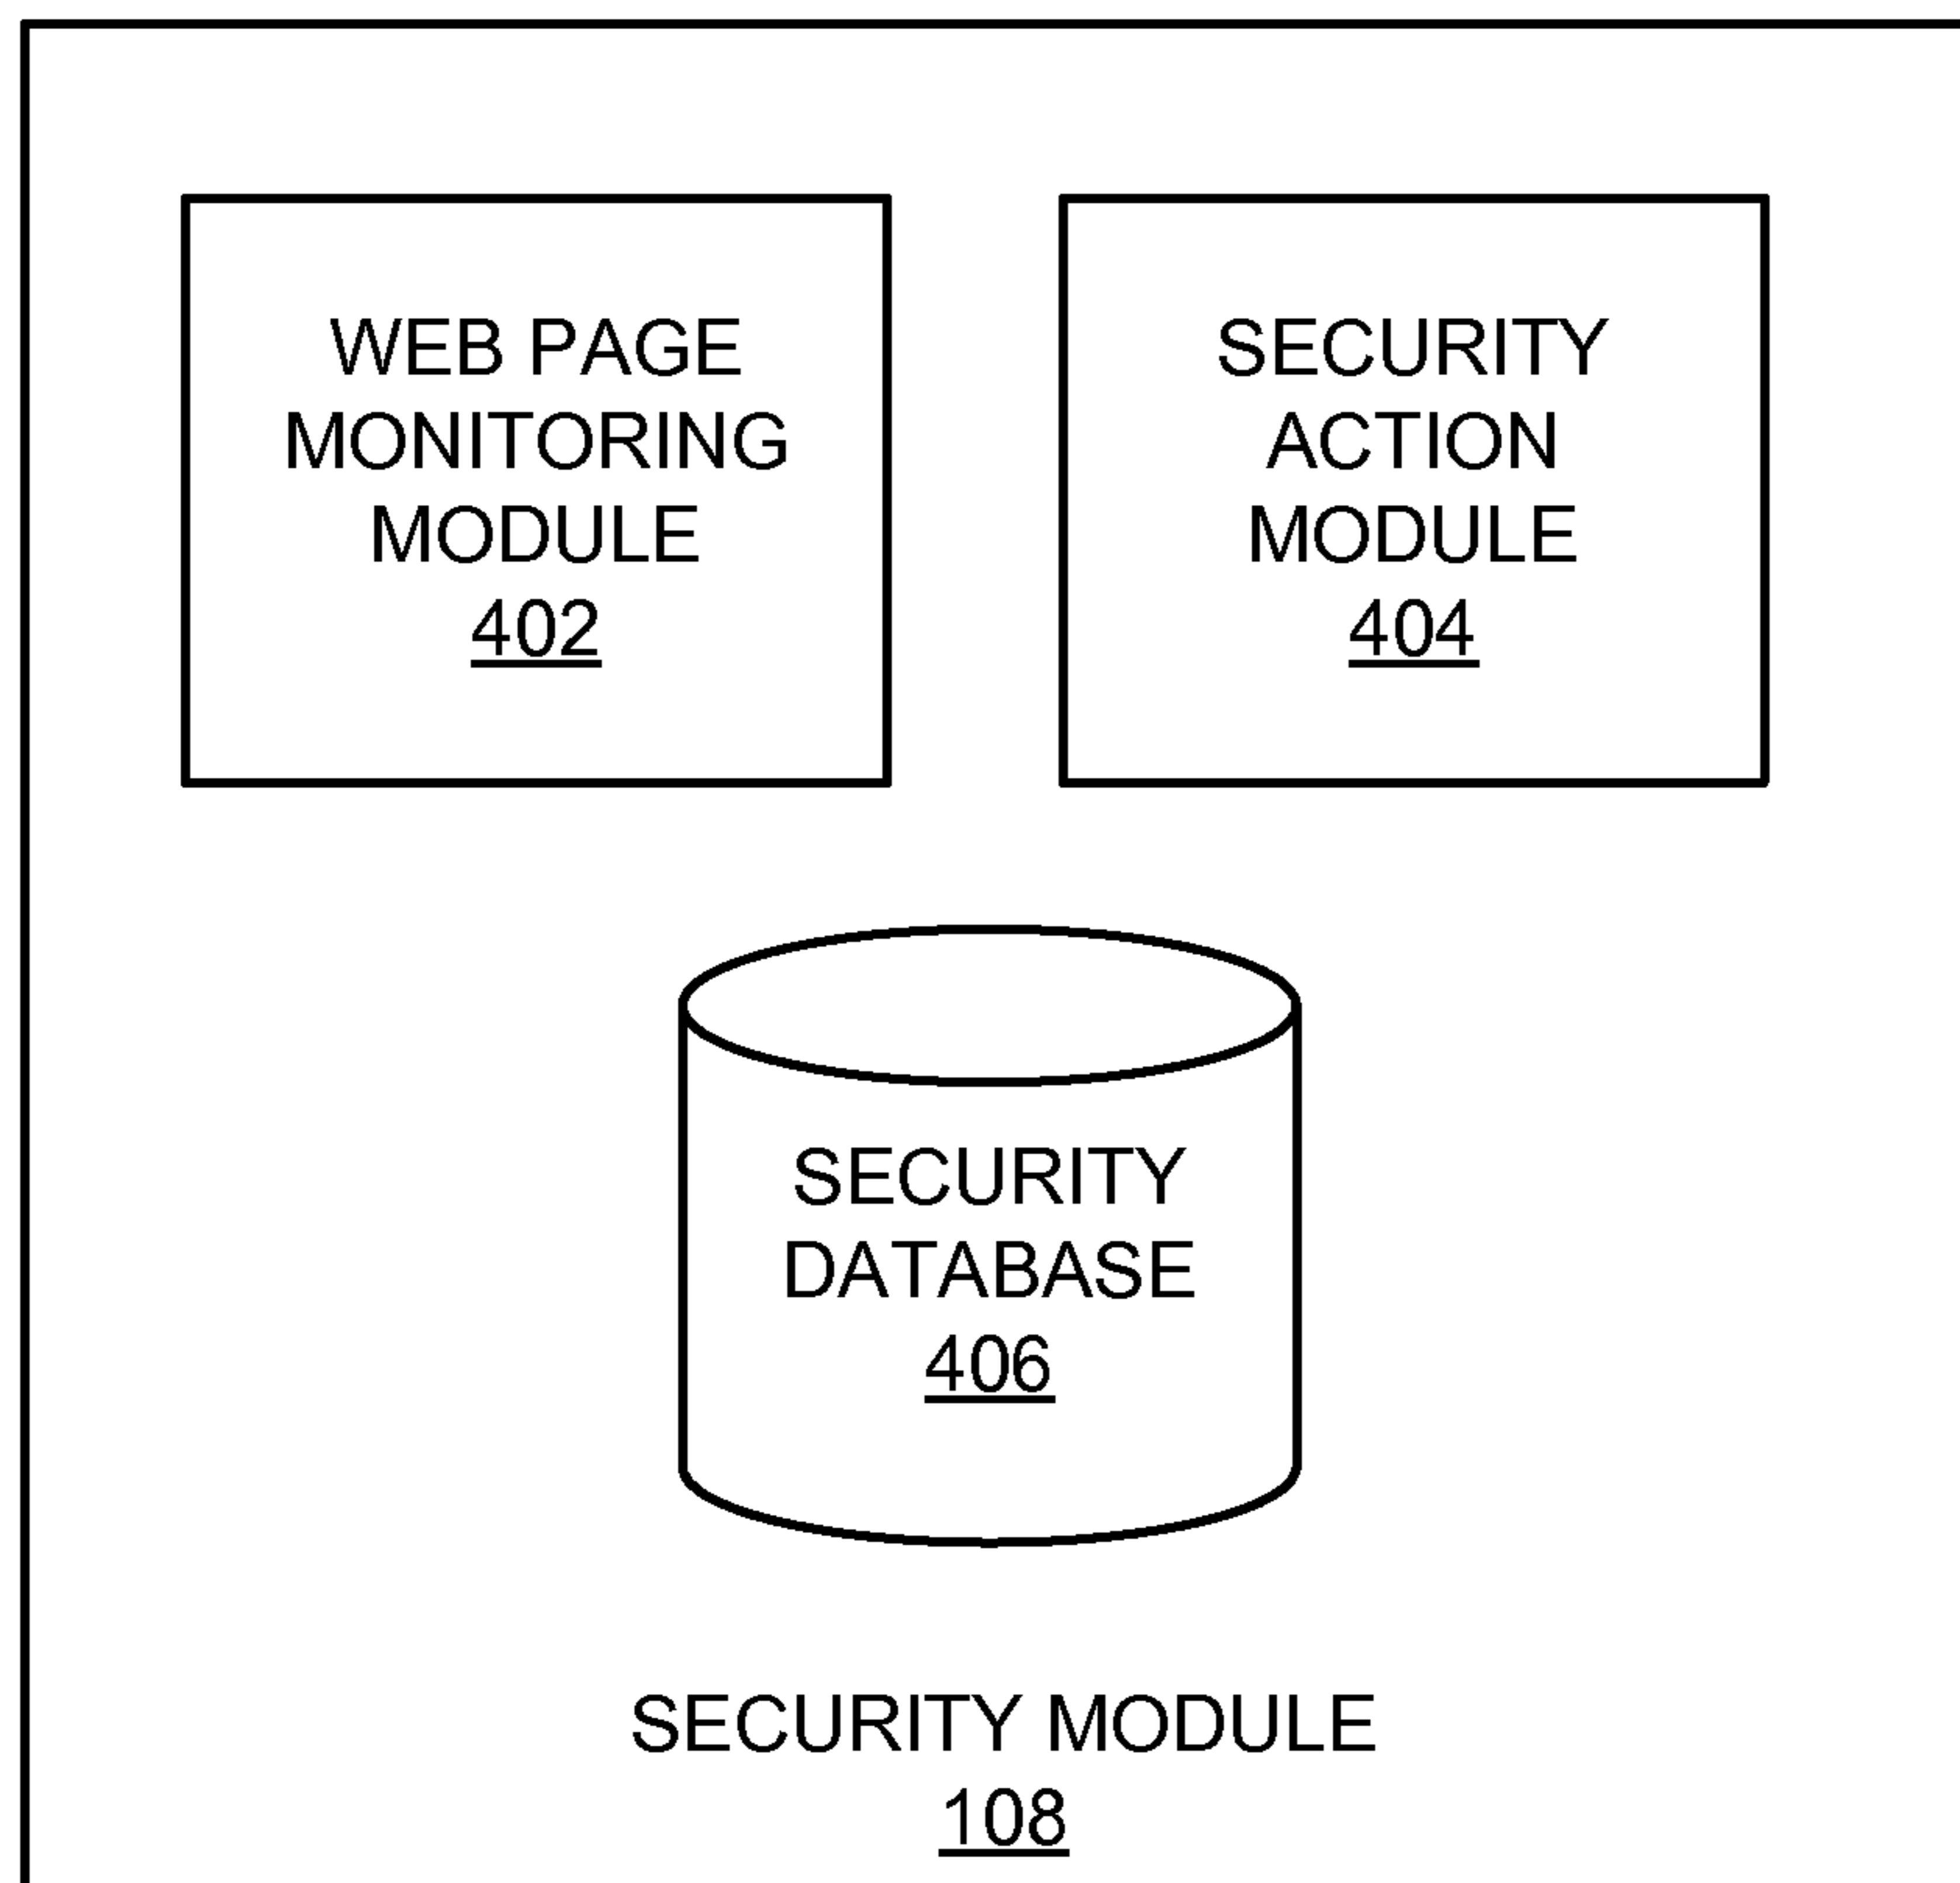 WEB PAGE
MONITORING
MODULE
402
SECURITY
ACTION
MODULE
404
SECURITY
DATABASE
406
SECURITY MODULE
108